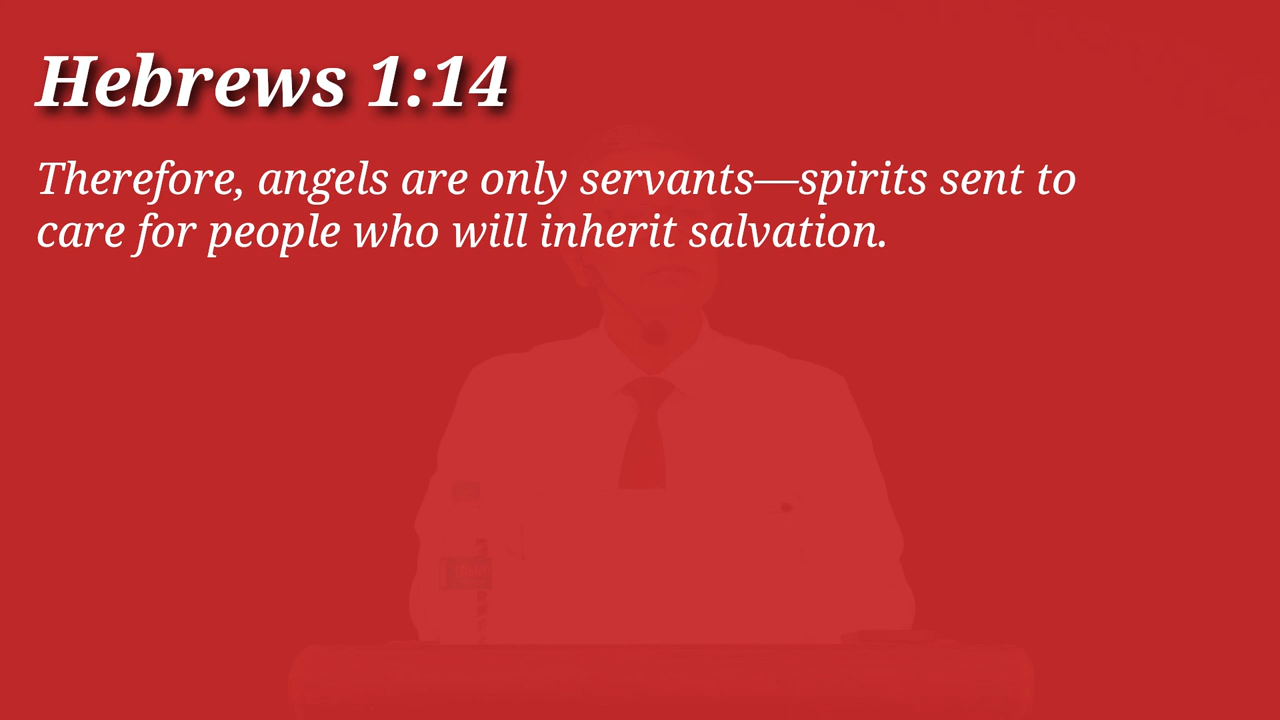 Hebrews 1:14
Therefore, angels are only servants—spirits sent to
care for people who will inherit salvation.